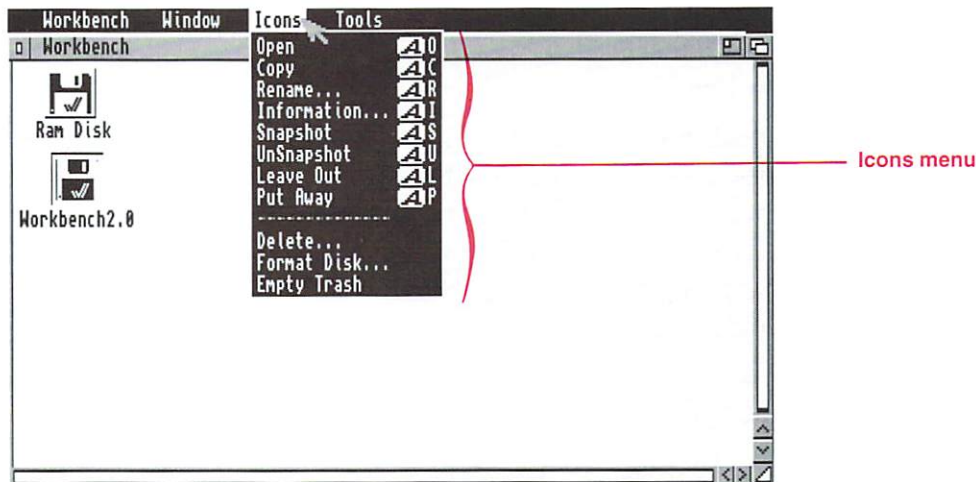 Workbench Window Icons Tools
Workbench
Open A O
Copy A C
Rename... A R
Information... A I
Snapshot A S
UnSnapshot A U
Leave Out A L
Put Away A P
Delete...
Format Disk...
Empty Trash
Ram Disk
Workbench2.0
Icons menu